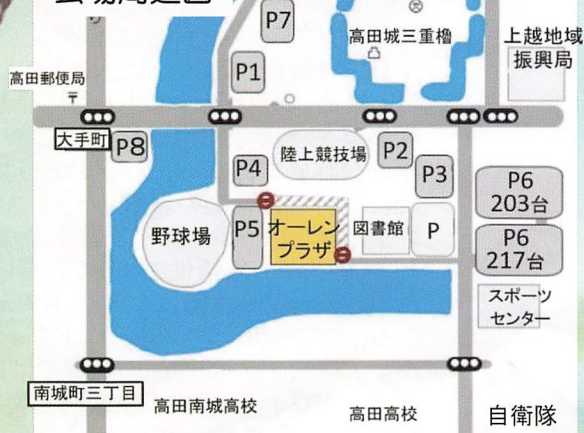 P7
高田城三重櫓
上越地域
振興局
P1
高田郵便局
〒
大手町
P8
陸上競技場
P2
P4
P3
P6
203台
野球場
P5
オーレン
プラザ
図書館
P
P6
217台
スポーツ
センター
南城町三丁目
高田南城高校
高田高校
自衛隊